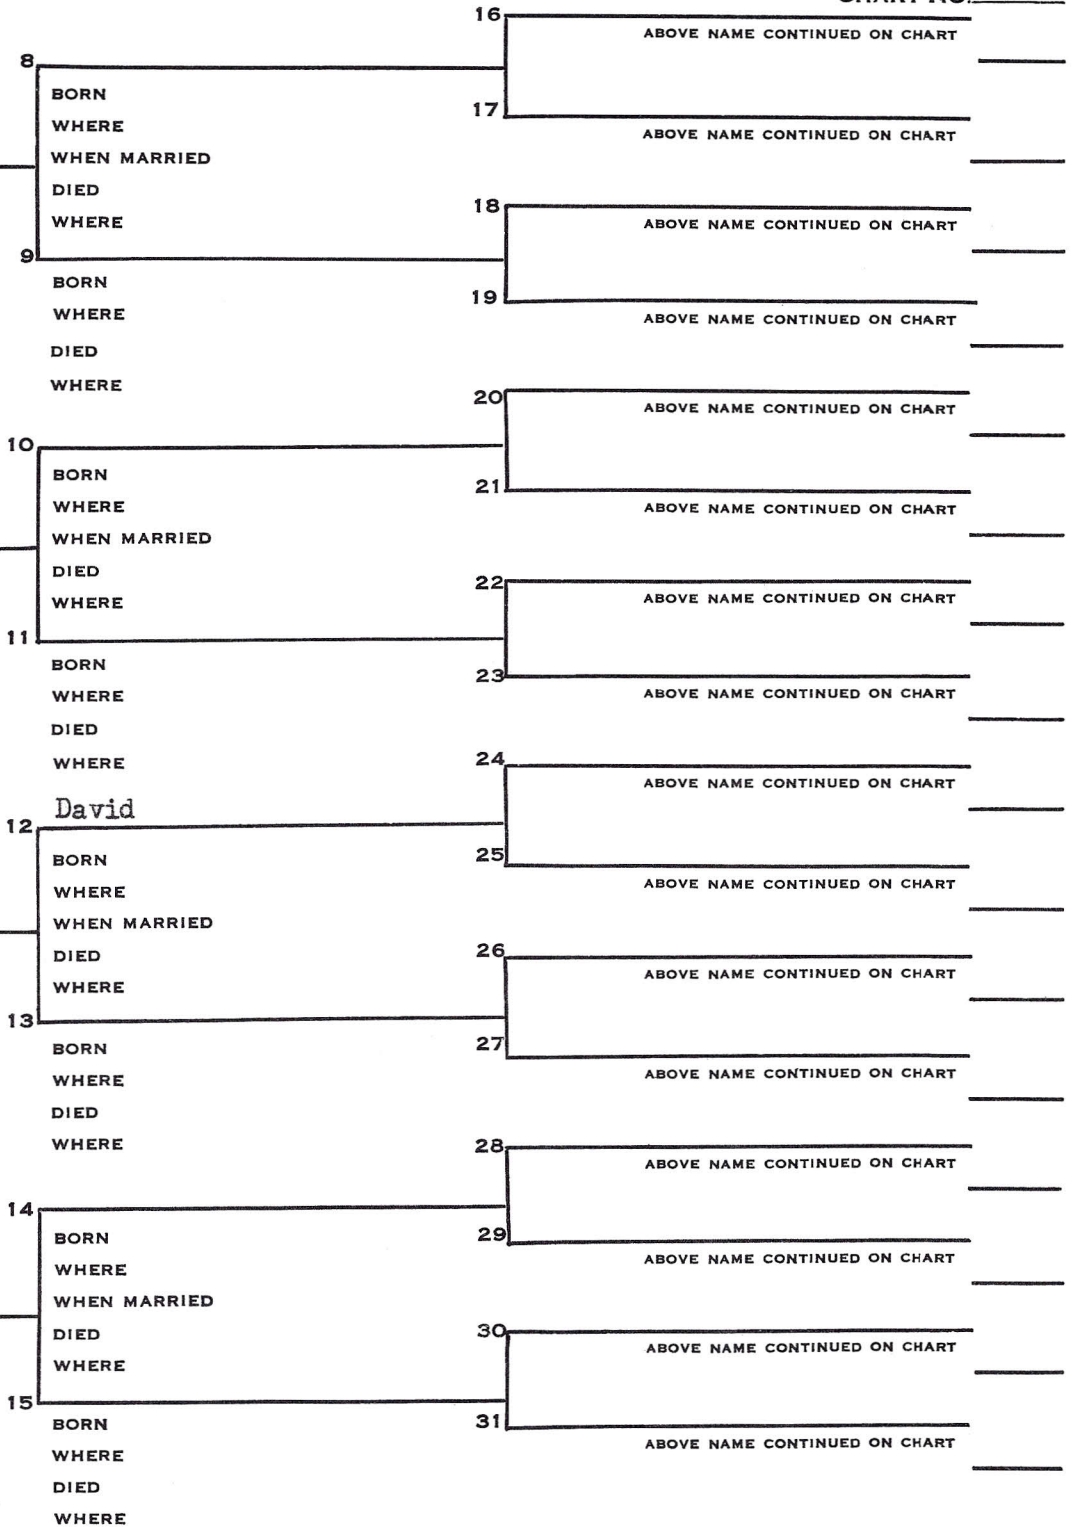 CHART NO.
16
ABOVE NAME CONTINUED ON CHART
8
BORN
17
WHERE
ABOVE NAME CONTINUED ON CHART
WHEN MARRIED
DIED
18
WHERE
ABOVE NAME CONTINUED ON CHART
9
BORN
19
WHERE
ABOVE NAME CONTINUED ON CHART
DIED
WHERE
20
ABOVE NAME CONTINUED ON CHART
10
BORN
21
WHERE
ABOVE NAME CONTINUED ON CHART
WHEN MARRIED
DIED
22
WHERE
ABOVE NAME CONTINUED ON CHART
11
BORN
23
WHERE
ABOVE NAME CONTINUED ON CHART
DIED
WHERE
24
ABOVE NAME CONTINUED ON CHART
David
12
BORN
25
WHERE
ABOVE NAME CONTINUED ON CHART
WHEN MARRIED
DIED
26
WHERE
ABOVE NAME CONTINUED ON CHART
13
BORN
27
WHERE
ABOVE NAME CONTINUED ON CHART
DIED
WHERE
28
ABOVE NAME CONTINUED ON CHART
14
BORN
29
WHERE
ABOVE NAME CONTINUED ON CHART
WHEN MARRIED
DIED
30
WHERE
ABOVE NAME CONTINUED ON CHART
15
BORN
31
WHERE
ABOVE NAME CONTINUED ON CHART
DIED
WHERE